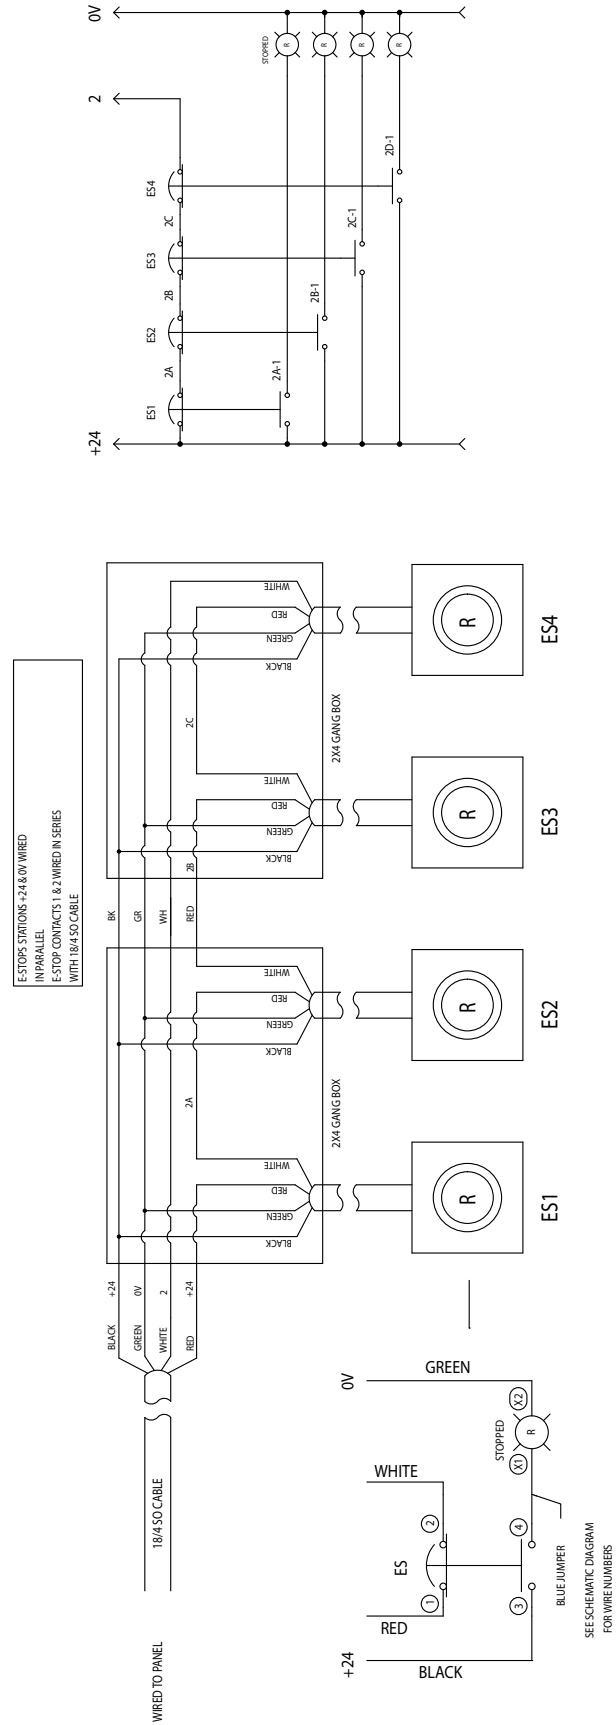 E-STOPS STATIONS +24 & 0V WIRED
IN PARALLEL
E-STOP CONTACTS 1 & 2 WIRED IN SERIES
WITH 18/4 SO CABLE
WIRED TO PANEL
18/4 SO CABLE
BLACK
+24
GREEN
0V
WHITE
2
RED
+24
BLACK
GREEN
RED
WHITE
2A
BLACK
GREEN
RED
WHITE
2X4 GANG BOX
BK
GR
WH
RED
2B
BLACK
GREEN
RED
WHITE
2C
BLACK
GREEN
RED
WHITE
2X4 GANG BOX
R
ES1
R
ES2
R
ES3
R
ES4
+24
BLACK
RED
ES
1
2
WHITE
0V
GREEN
3
4
X1
STOPPED
R
X2
BLUE JUMPER
SEE SCHEMATIC DIAGRAM
FOR WIRE NUMBERS
+24
2
0V
ES1
2A
ES2
2B
ES3
2C
ES4
2A-1
STOPPED
R
2B-1
R
2C-1
R
2D-1
R